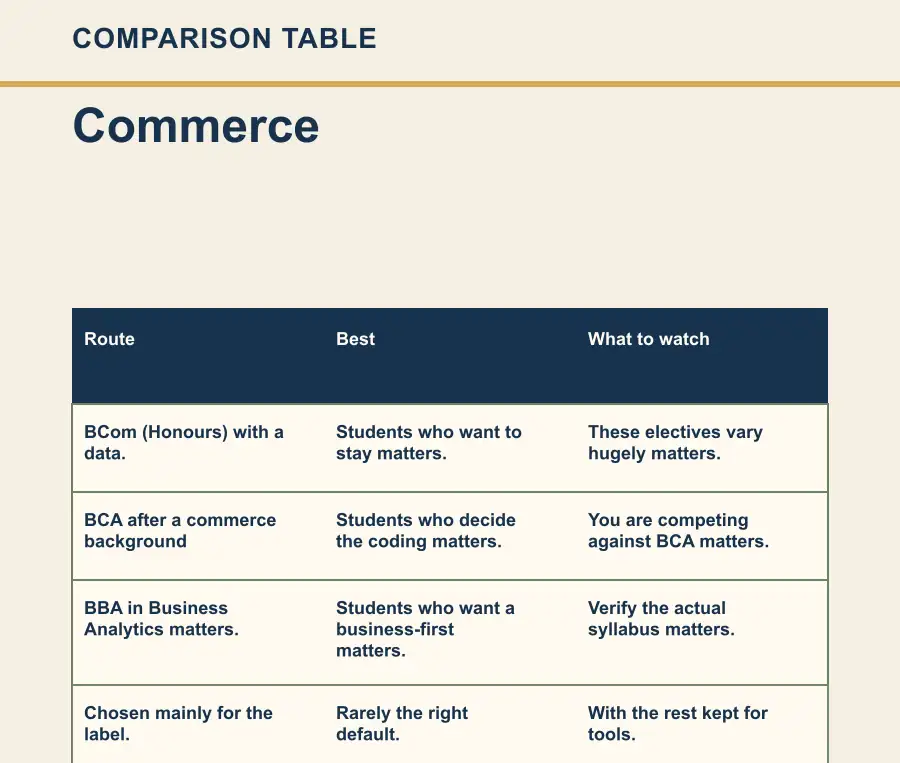 COMPARISON TABLE
Commerce
Route
Best
What to watch
BCom (Honours) with a
data.
Students who want to
stay matters.
These electives vary
hugely matters.
BCA after a commerce
background
Students who decide
the coding matters.
You are competing
against BCA matters.
BBA in Business
Analytics matters.
Students who want a
business-first
matters.
Verify the actual
syllabus matters.
Chosen mainly for the
label.
Rarely the right
default.
With the rest kept for
tools.